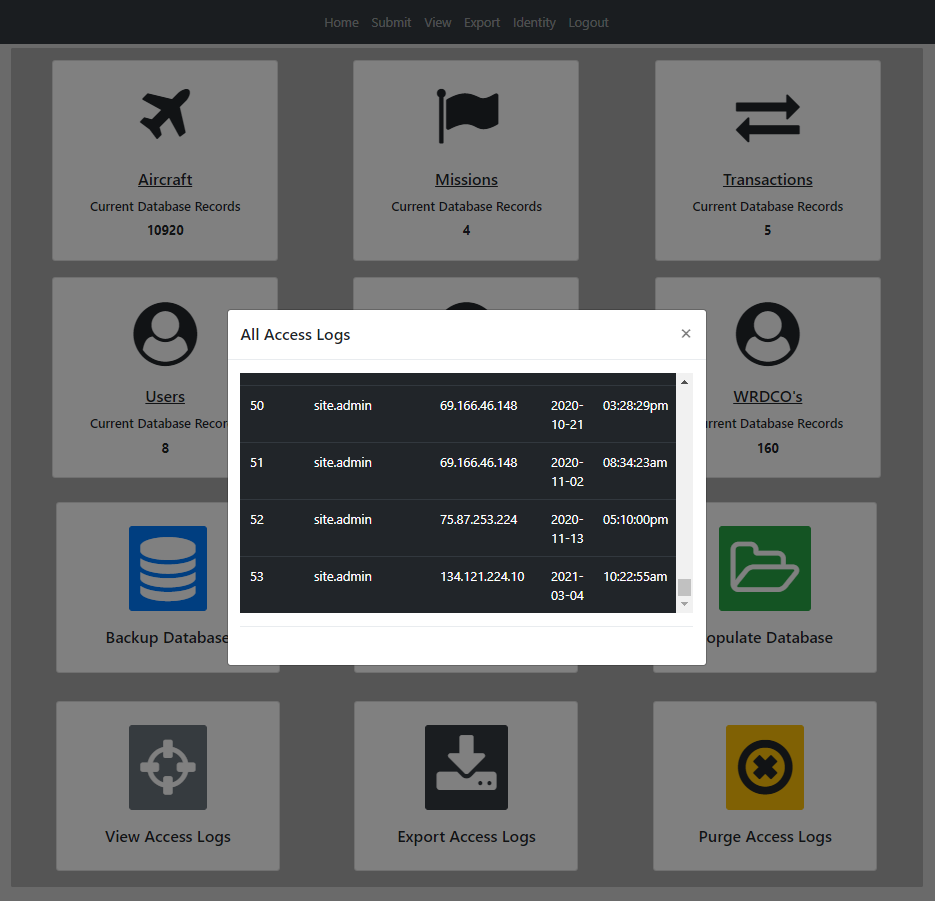 Home Submit View Export Identity Logout
Aircraft
Current Database Records
10920
Missions
Current Database Records
4
Transactions
Current Database Records
5
Users
Current Database
8
WRDCO's
Database Records
160
All Access Logs ×
50 site.admin 69.166.46.148 2020- 03:28:29pm
10-21
51 site.admin 69.166.46.148 2020- 08:34:23am
11-02
52 site.admin 75.87.253.224 2020- 05:10:00pm
11-13
53 site.admin 134.121.224.10 2021- 10:22:55am
03-04
Backup Database
opulate Database
View Access Logs
Export Access Logs
Purge Access Logs